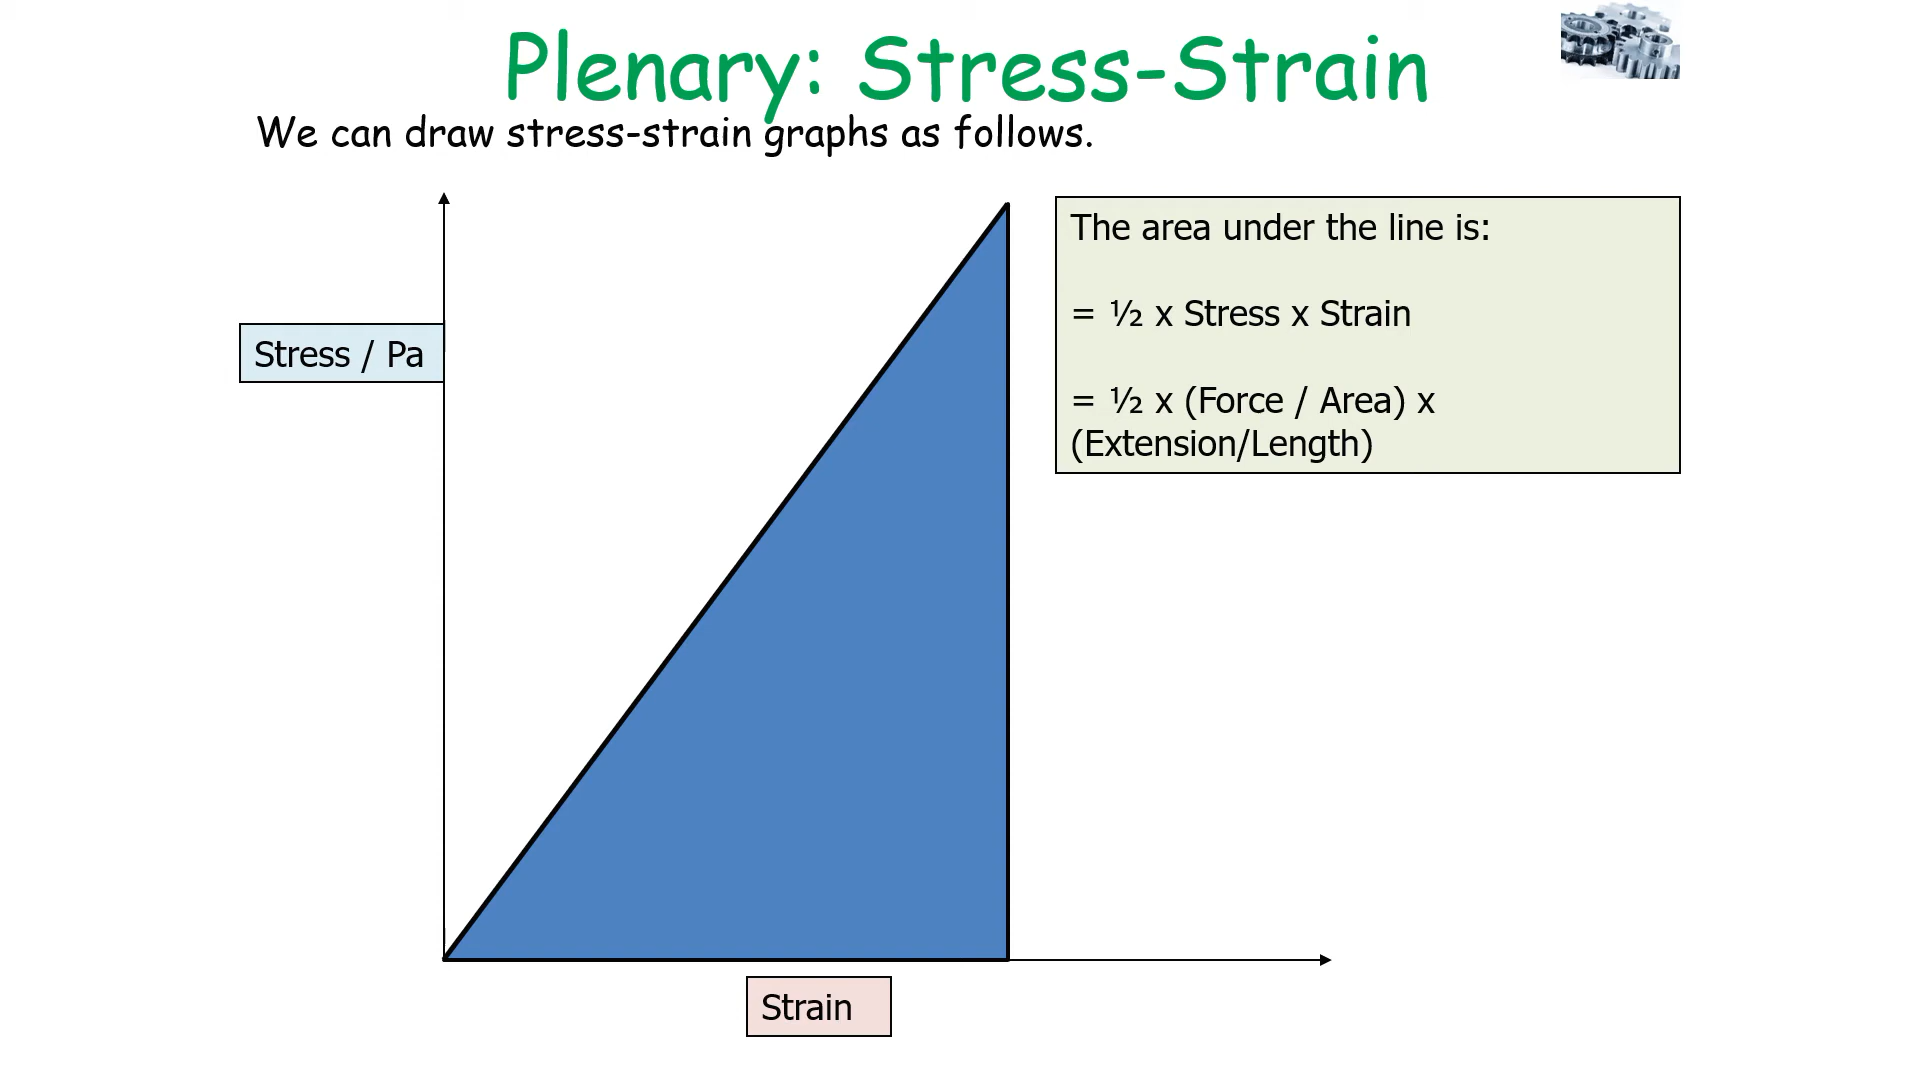 Plenary: Stress-Strain
We can draw stress-strain graphs as follows.
The area under the line is:
= ½ x Stress x Strain
= ½ x (Force / Area) x
(Extension/Length)
Stress / Pa
Strain